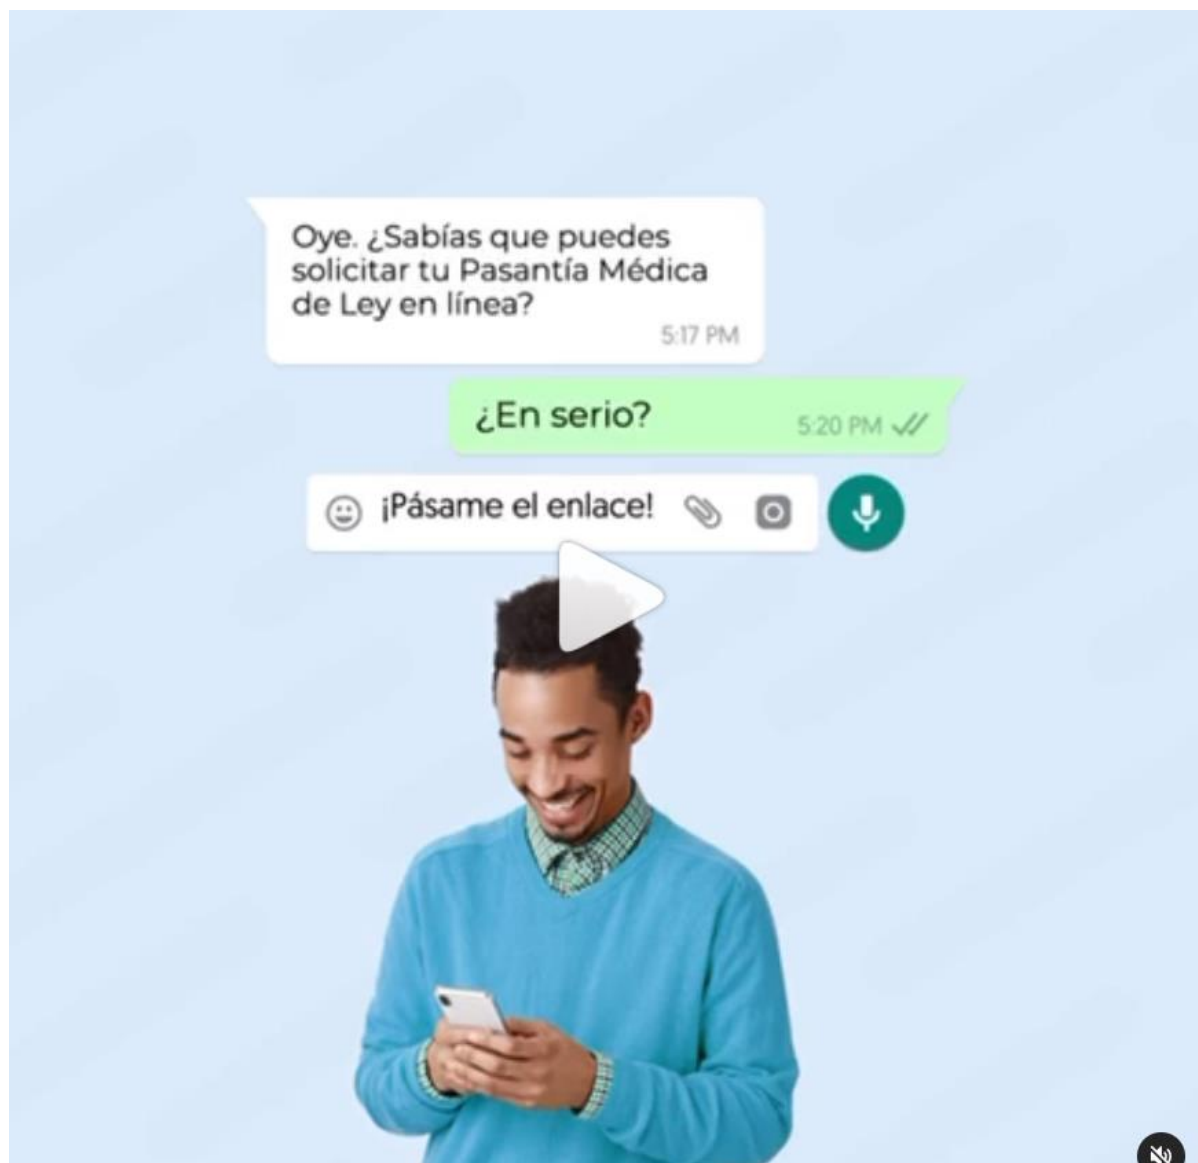 Oye. ¿Sabías que puedes
solicitar tu Pasantía Médica
de Ley en línea?
5:17 PM
¿En serio?
5:20 PM
¡Pásame el enlace!